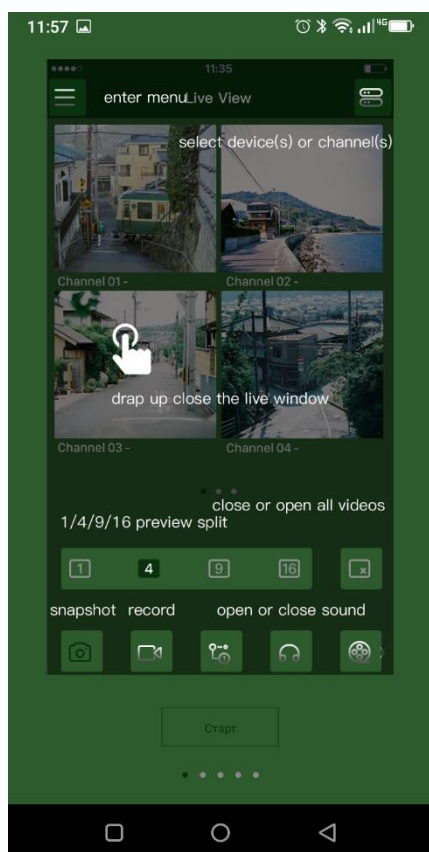 11:57
4G
11:35
enter menu Live View
select device(s) or channel(s)
Channel 01 - Channel 02 -
drap up close the live window
Channel 03 - Channel 04 -
close or open all videos
1/4/9/16 preview split
1 4 9 16
snapshot record open or close sound
Старт